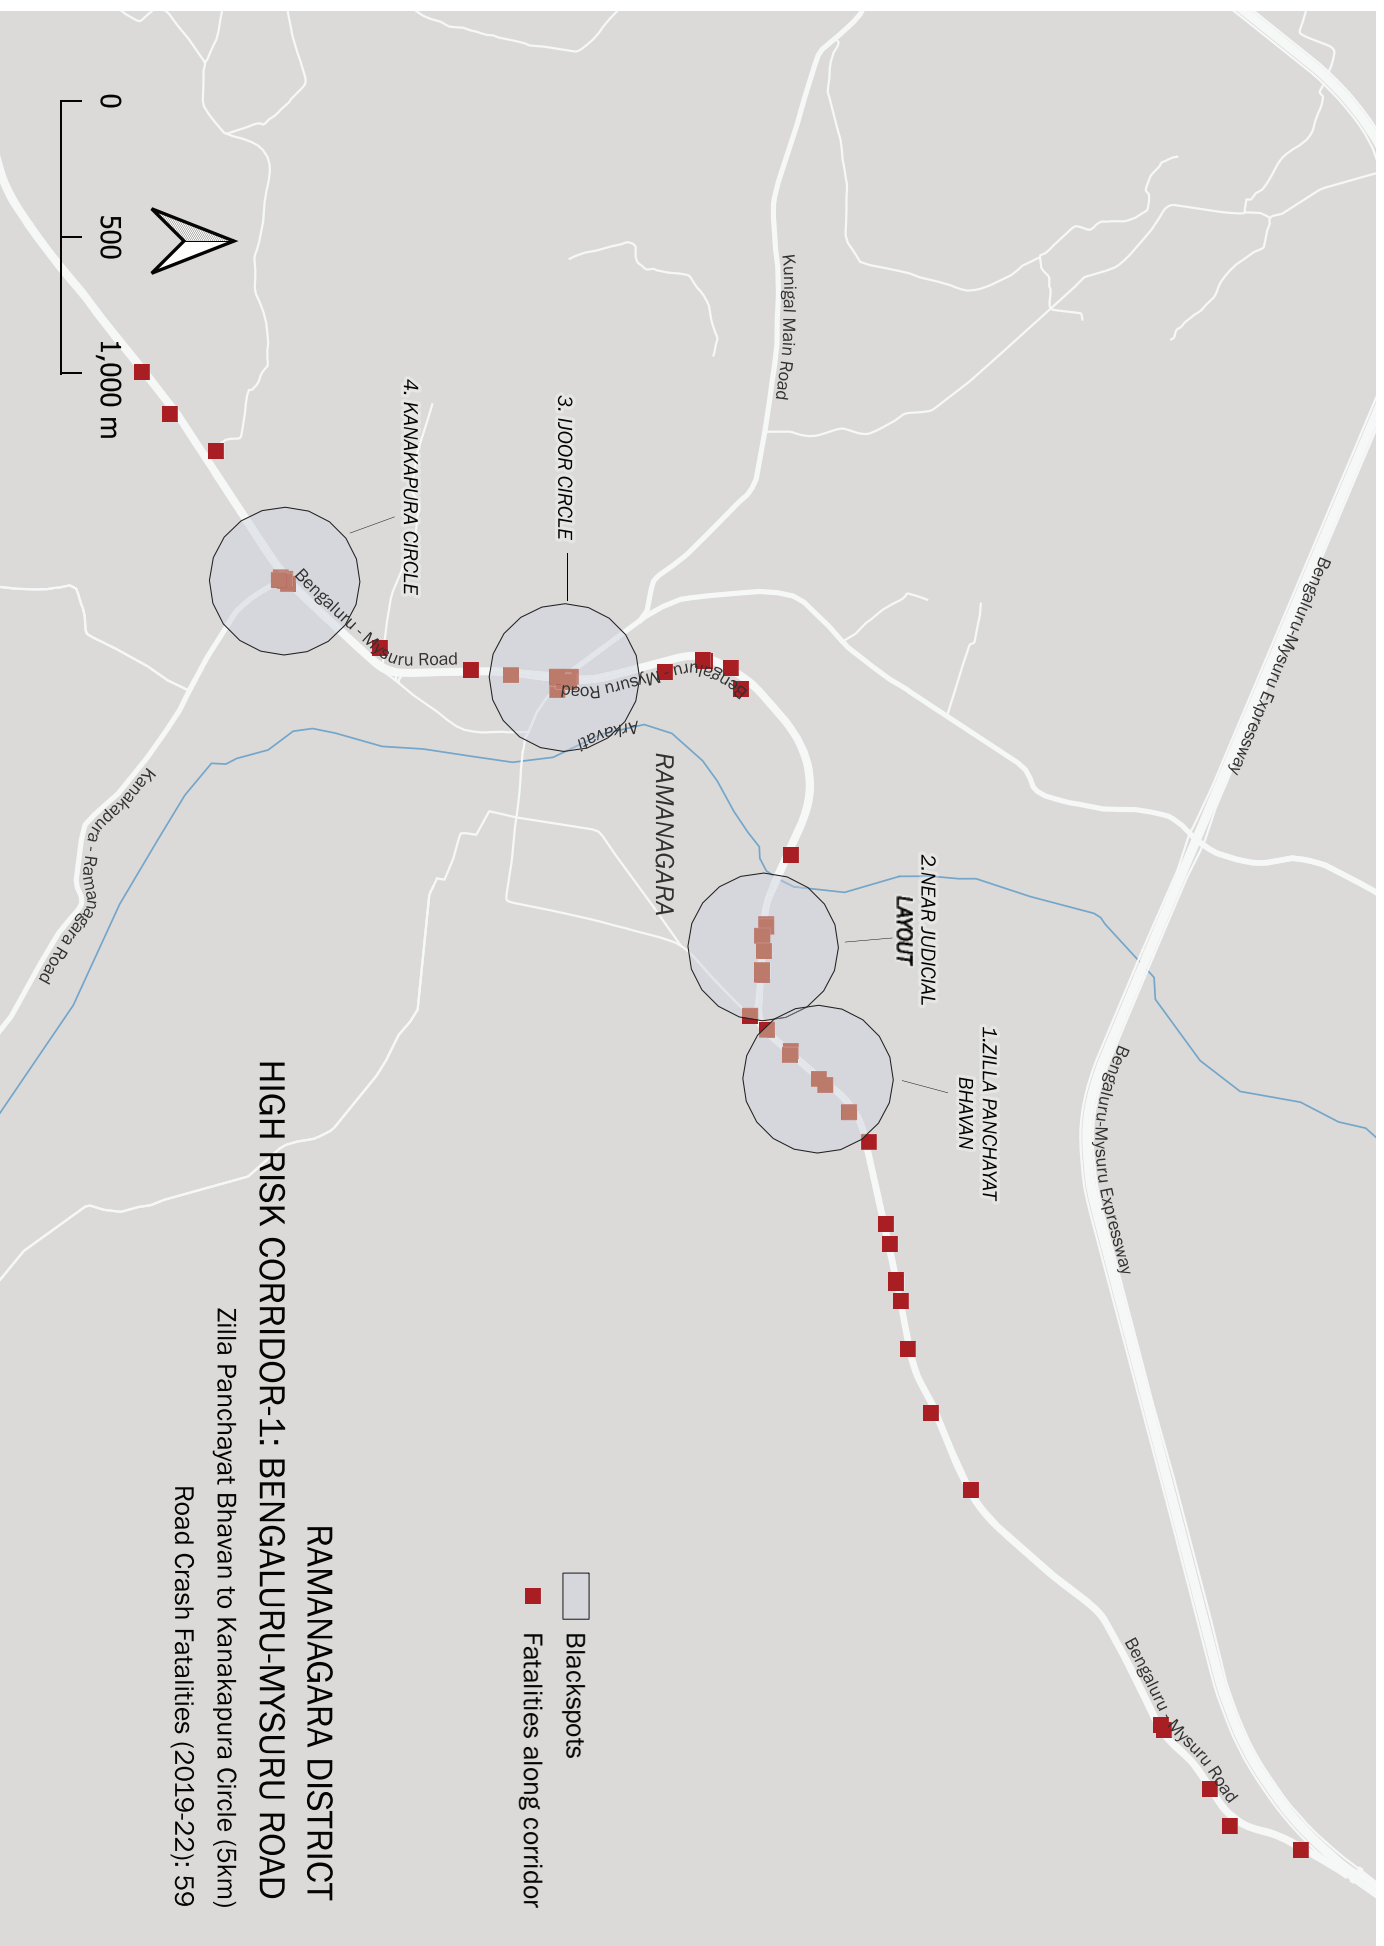 RAMANAGARA DISTRICT
HIGH RISK CORRIDOR-1: BENGALURU-MYSURU ROAD
Zilla Panchayat Bhavan to Kanakapura Circle (5km)
Road Crash Fatalities (2019-22): 59
Blackspots
Fatalities along corridor
Bengaluru-Mysuru Expressway
Bengaluru-Mysuru Expressway
Bengaluru - Mysuru Road
1.ZILLA PANCHAYAT
BHAVAN
2.NEAR JUDICIAL
LAYOUT
Kunigal Main Road
RAMANAGARA
Bengaluru - Mysuru Road
Arkavati
3. IJOOR CIRCLE
4. KANAKAPURA CIRCLE
Bengaluru - Mysuru Road
Kanakapura - Ramanagara Road
0
500
1,000 m